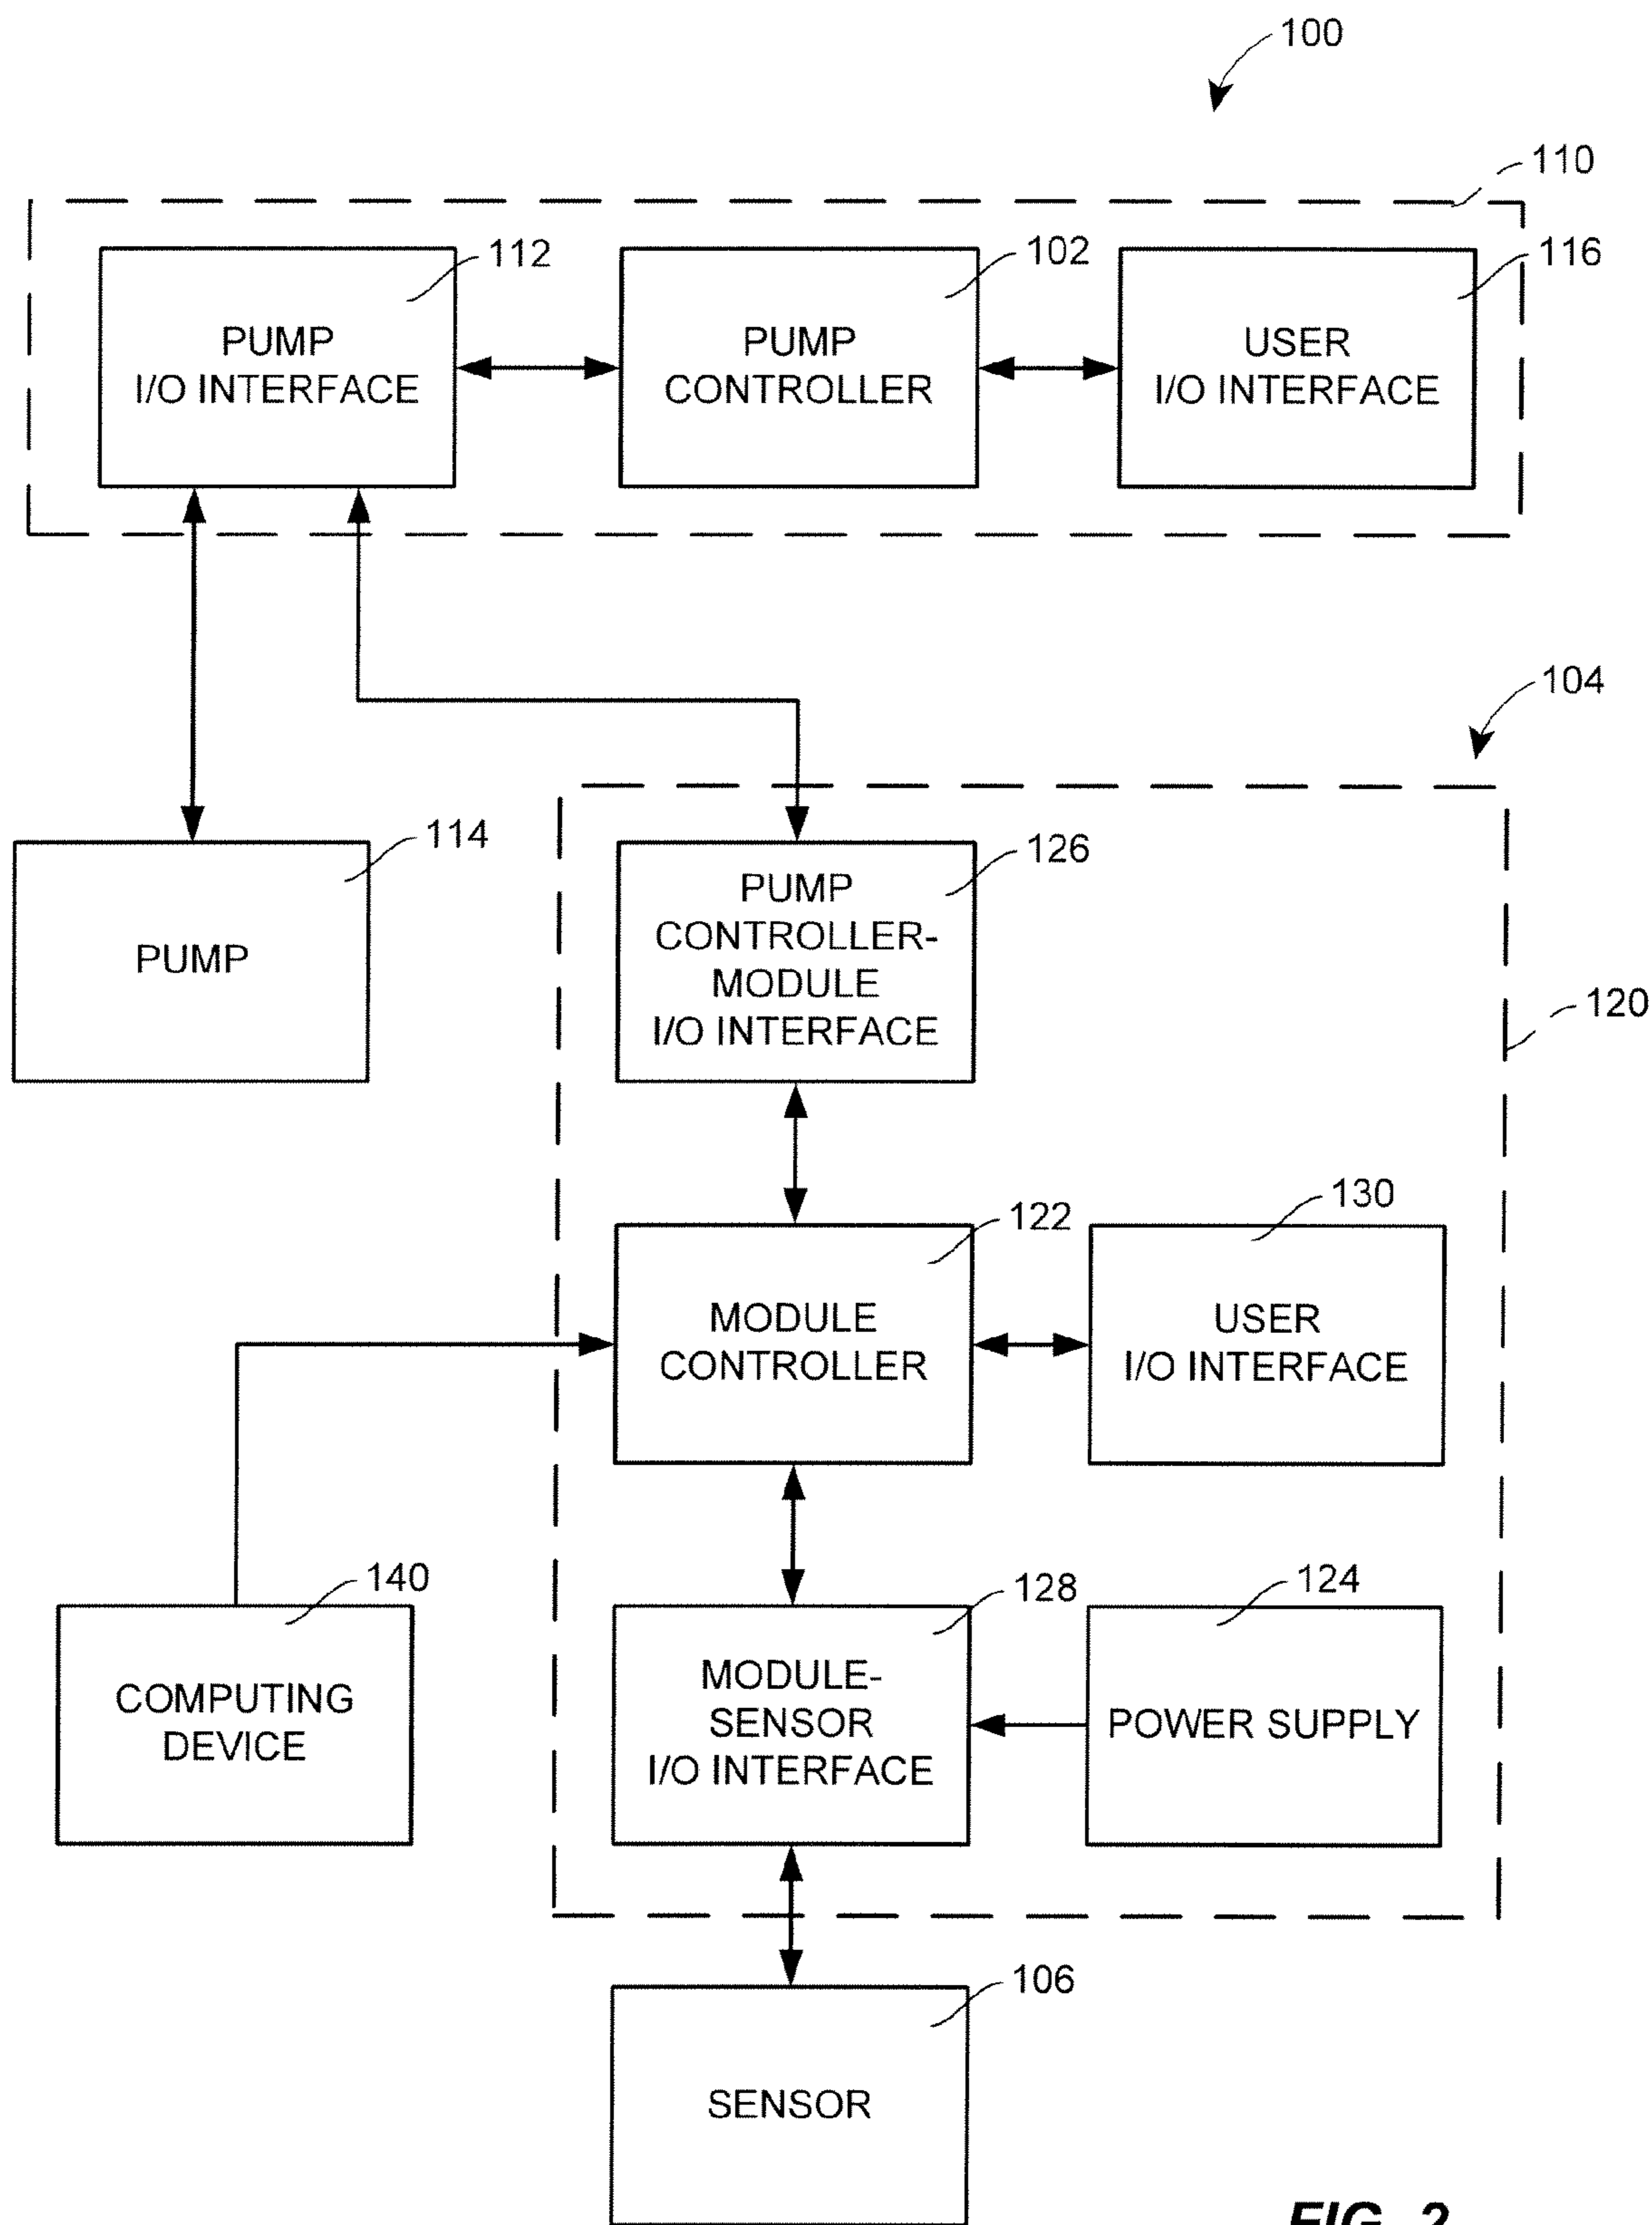 100
110
112
102
116
PUMP
I/O INTERFACE
PUMP
CONTROLLER
USER
I/O INTERFACE
104
114
126
PUMP
PUMP
CONTROLLER-
MODULE
I/O INTERFACE
120
122
130
MODULE
CONTROLLER
USER
I/O INTERFACE
140
128
124
COMPUTING
DEVICE
MODULE-
SENSOR
I/O INTERFACE
POWER SUPPLY
106
SENSOR
FIG. 2